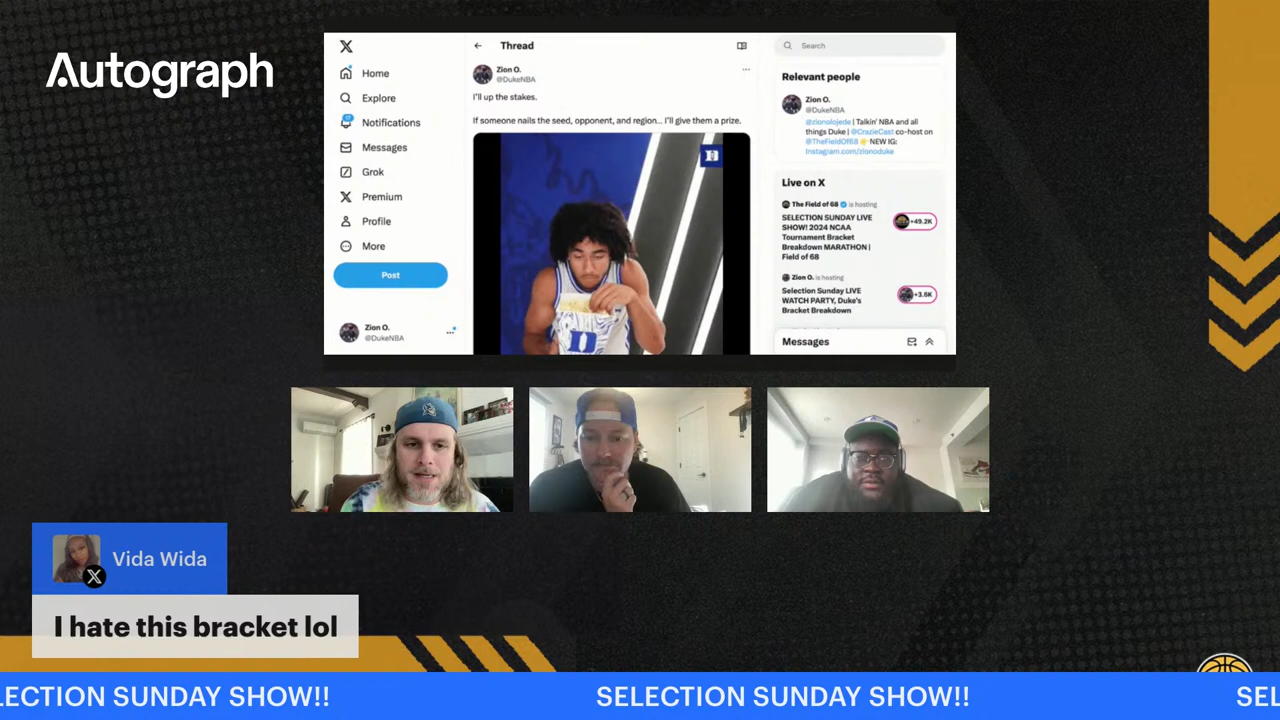 Autograph
Home
Explore
Notifications
Messages
Grok
Premium
Profile
More
Post
Zion O.
@DukeNBA
Thread
Zion O.
@DukeNBA
I'll up the stakes.
If someone nails the seed, opponent, and region... I'll give them a prize.
D
Search
Relevant people
Zion O.
@DukeNBA
@zionolojede | Talkin' NBA and all
things Duke | @CrazieCast co-host on
@TheFieldOf68 NEW IG:
Instagram.com/zionoduke
Live on X
The Field of 68 is hosting
SELECTION SUNDAY LIVE
SHOW! 2024 NCAA
Tournament Bracket
Breakdown MARATHON |
Field of 68
+49.2K
Zion O. is hosting
Selection Sunday LIVE
WATCH PARTY, Duke's
Bracket Breakdown
+3.6K
Messages
D
Vida Wida
I hate this bracket lol
LECTION SUNDAY SHOW!!
SELECTION SUNDAY SHOW!!
SEL